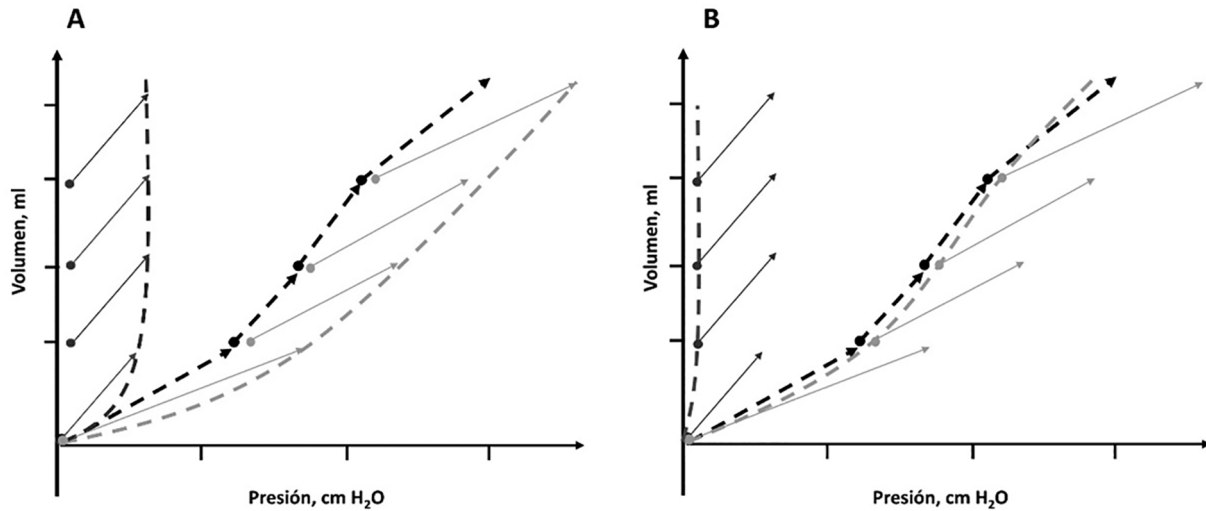 A
Volumen, ml
Presión, cm H₂O
B
Volumen, ml
Presión, cm H₂O